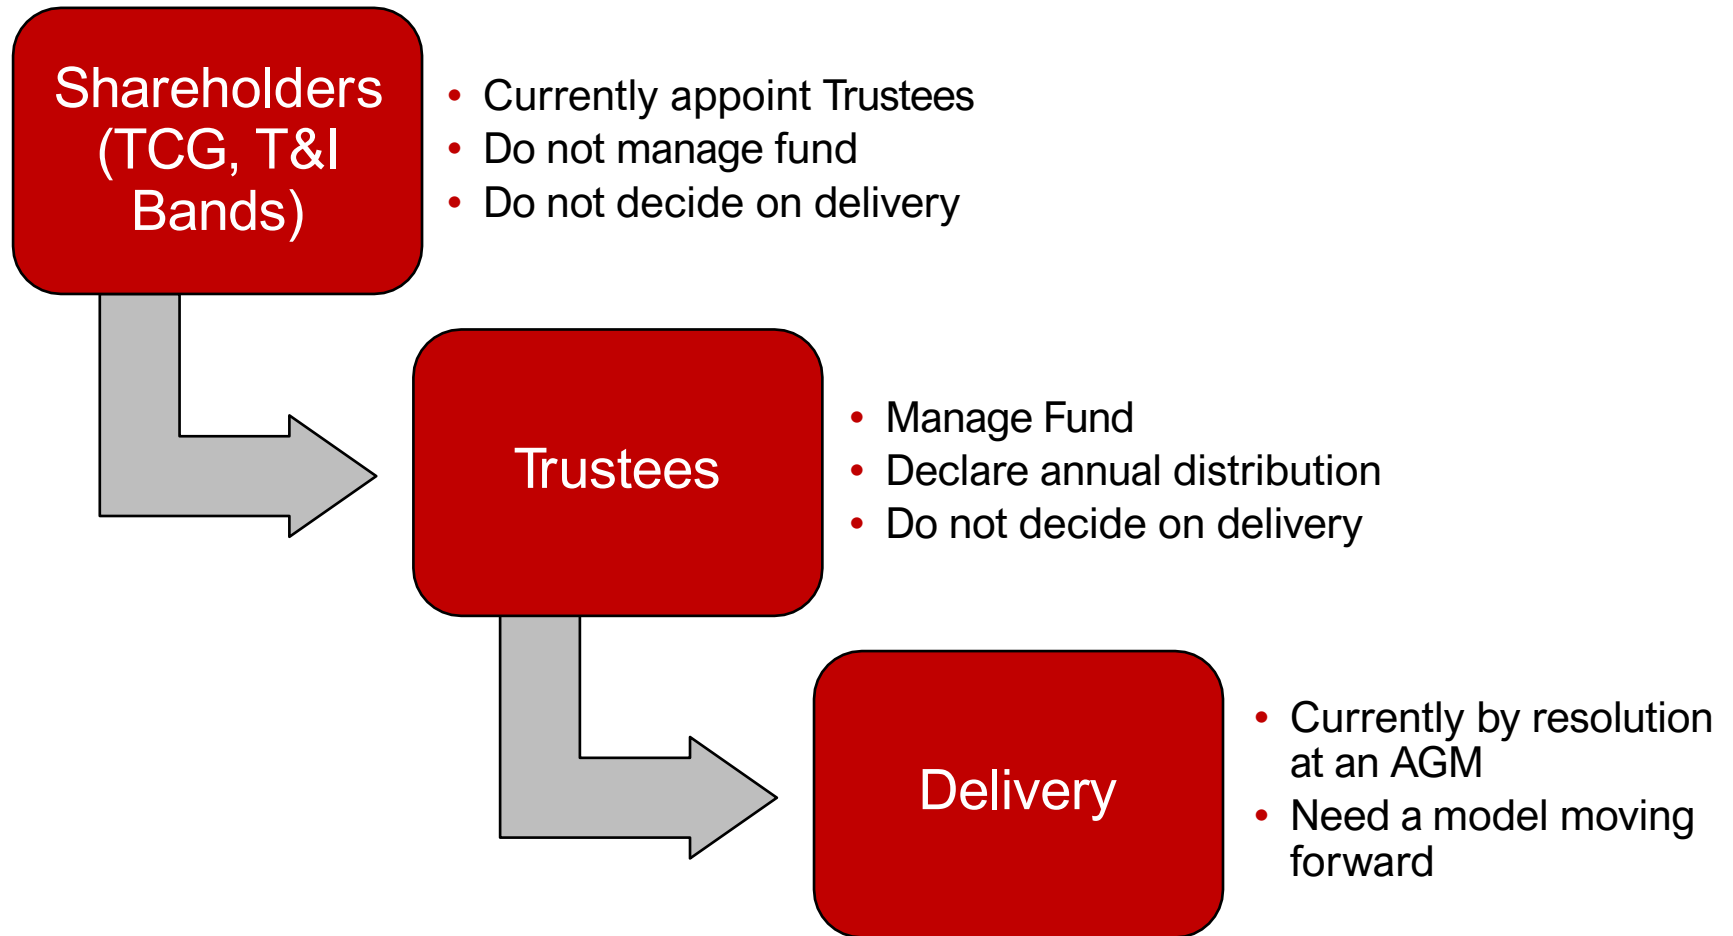 Shareholders
(TCG, T&I
Bands)
• Currently appoint Trustees
• Do not manage fund
• Do not decide on delivery
Trustees
• Manage Fund
• Declare annual distribution
• Do not decide on delivery
Delivery
• Currently by resolution
at an AGM
• Need a model moving
forward